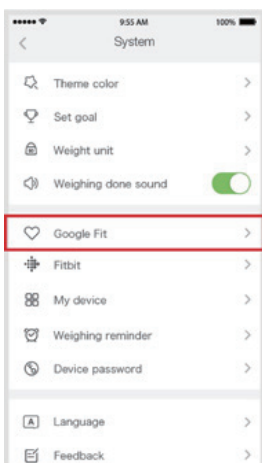 9:55 AM 100%
System
Theme color
Set goal
Weight unit
Weighing done sound
Google Fit
Fitbit
My device
Weighing reminder
Device password
A Language
Feedback